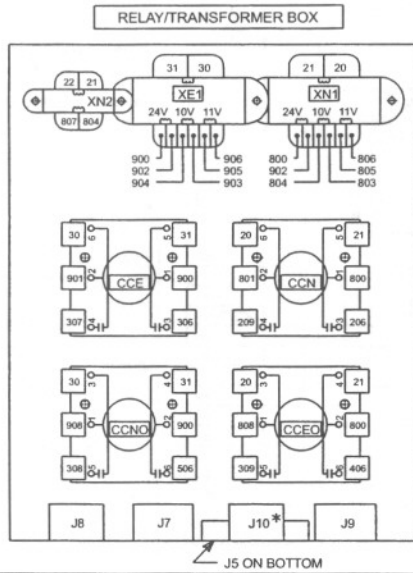 RELAY/TRANSFORMER BOX
22 21
XN2
807 804
31 30
XE1
24V 10V 11V
900 906
902 905
904 903
21 20
XN1
24V 10V 11V
800 806
902 805
804 803
30 6 5 31
901 2 CCE 1 900
307 4 3 306
20 6 5 21
801 2 CCN 1 800
209 4 3 206
30 3 4 31
908 1 CCNO 2 900
308 5 6 506
20 3 4 21
808 1 CCEO 2 800
309 5 6 406
J8 J7 J10* J9
J5 ON BOTTOM